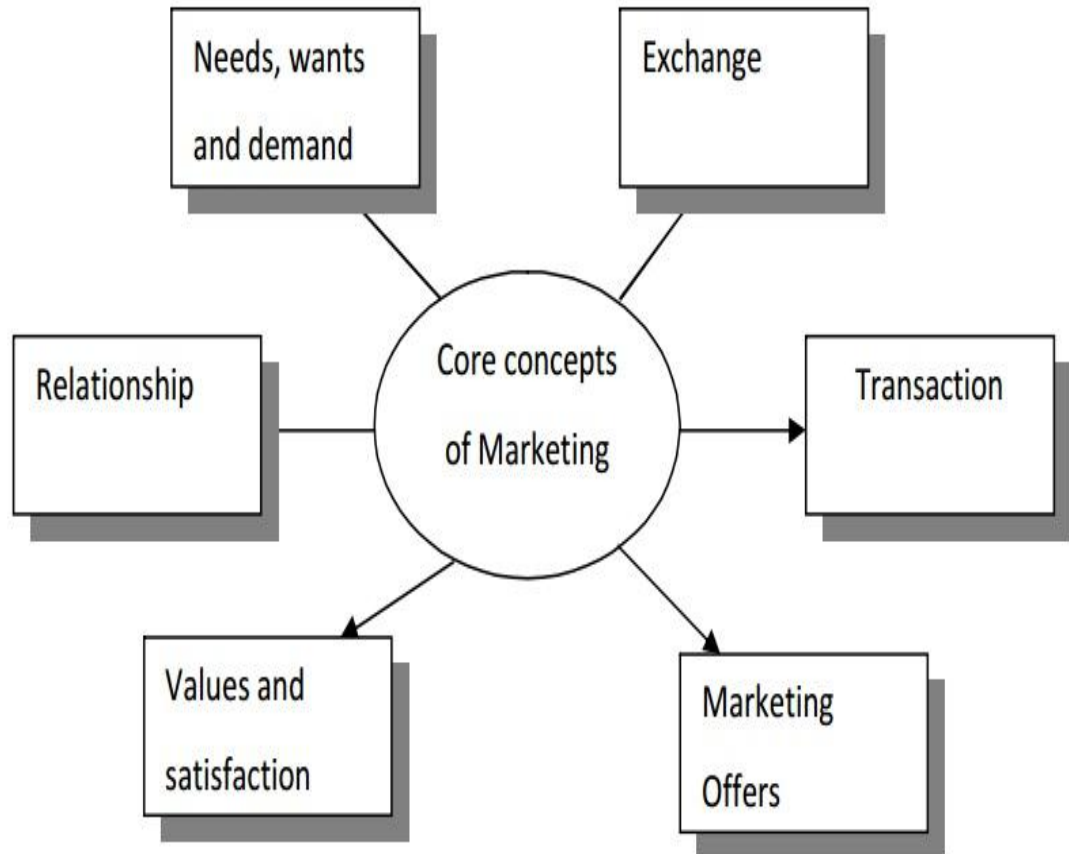 Needs, wants
and demand
Exchange
Relationship
Core concepts
of Marketing
Transaction
Values and
satisfaction
Marketing
Offers